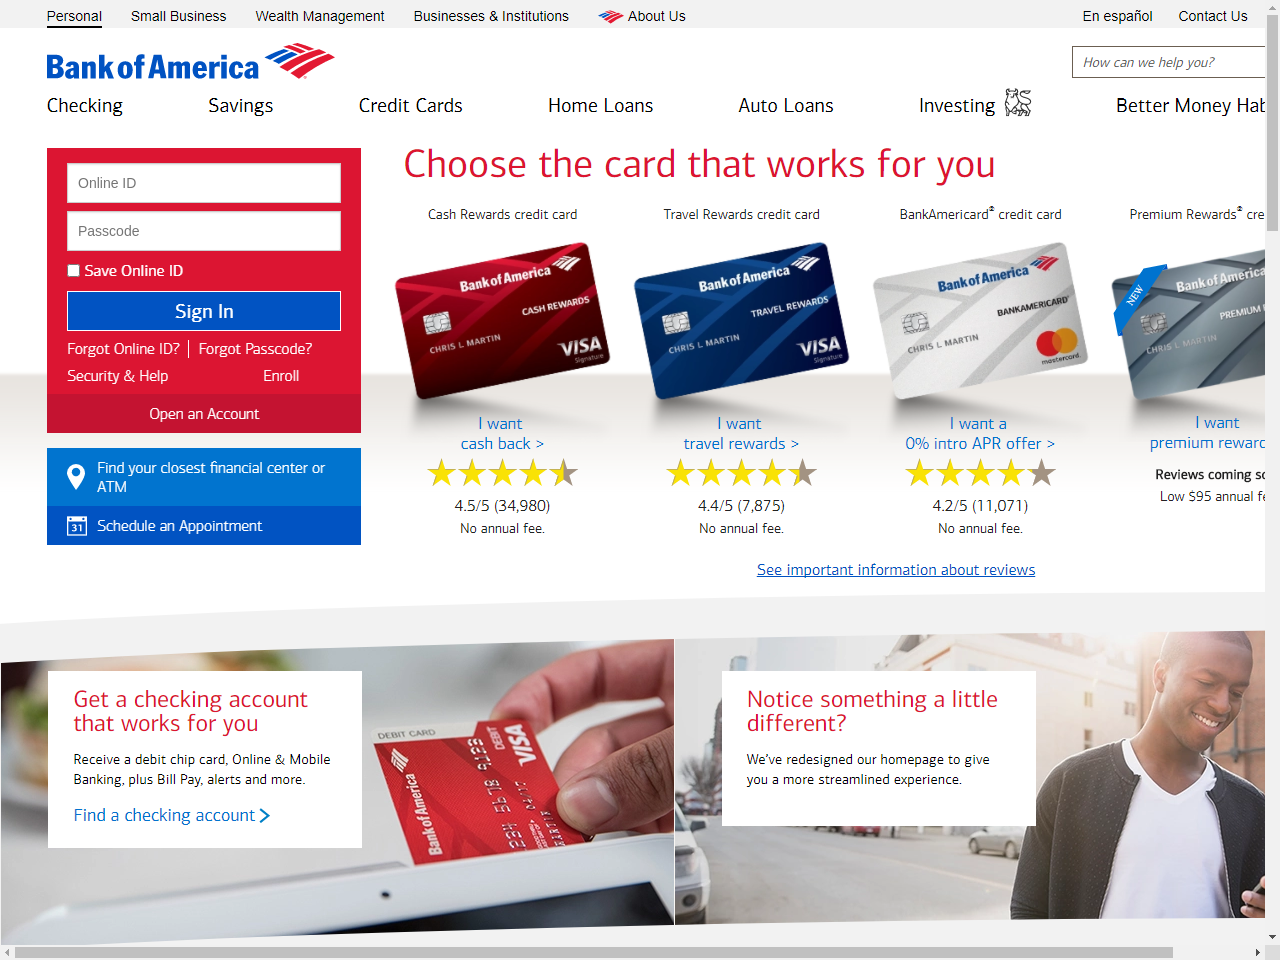 Personal
Small Business
Wealth Management
Businesses & Institutions
About Us
En español
Contact Us
Bank of America
How can we help you?
Checking
Savings
Credit Cards
Home Loans
Auto Loans
Investing
Better Money Hab
Online ID
Passcode
Save Online ID
Sign In
Forgot Online ID?
Forgot Passcode?
Security & Help
Enroll
Open an Account
Find your closest financial center or
ATM
31
Schedule an Appointment
Choose the card that works for you
Cash Rewards credit card
Bank of America
CASH REWARDS
CHRIS L MARTIN
VISA
Signature
I want
cash back >
4.5/5 (34,980)
No annual fee.
Travel Rewards credit card
Bank of America
TRAVEL REWARDS
CHRIS L MARTIN
VISA
Signature
I want
travel rewards >
4.4/5 (7,875)
No annual fee.
BankAmericard® credit card
Bank of America
BANKAMERICARD
CHRIS L MARTIN
mastercard
I want a
0% intro APR offer >
4.2/5 (11,071)
No annual fee.
Premium Rewards® cre
NEW
Bank of America
PREMIUM
CHRIS L MARTIN
I want
premium reward
Reviews coming so
Low $95 annual fe
See important information about reviews
Get a checking account
that works for you
Receive a debit chip card, Online & Mobile
Banking, plus Bill Pay, alerts and more.
Find a checking account
DEBIT CARD
Bank of America
DEBIT
VISA
Notice something a little
different?
We've redesigned our homepage to give
you a more streamlined experience.